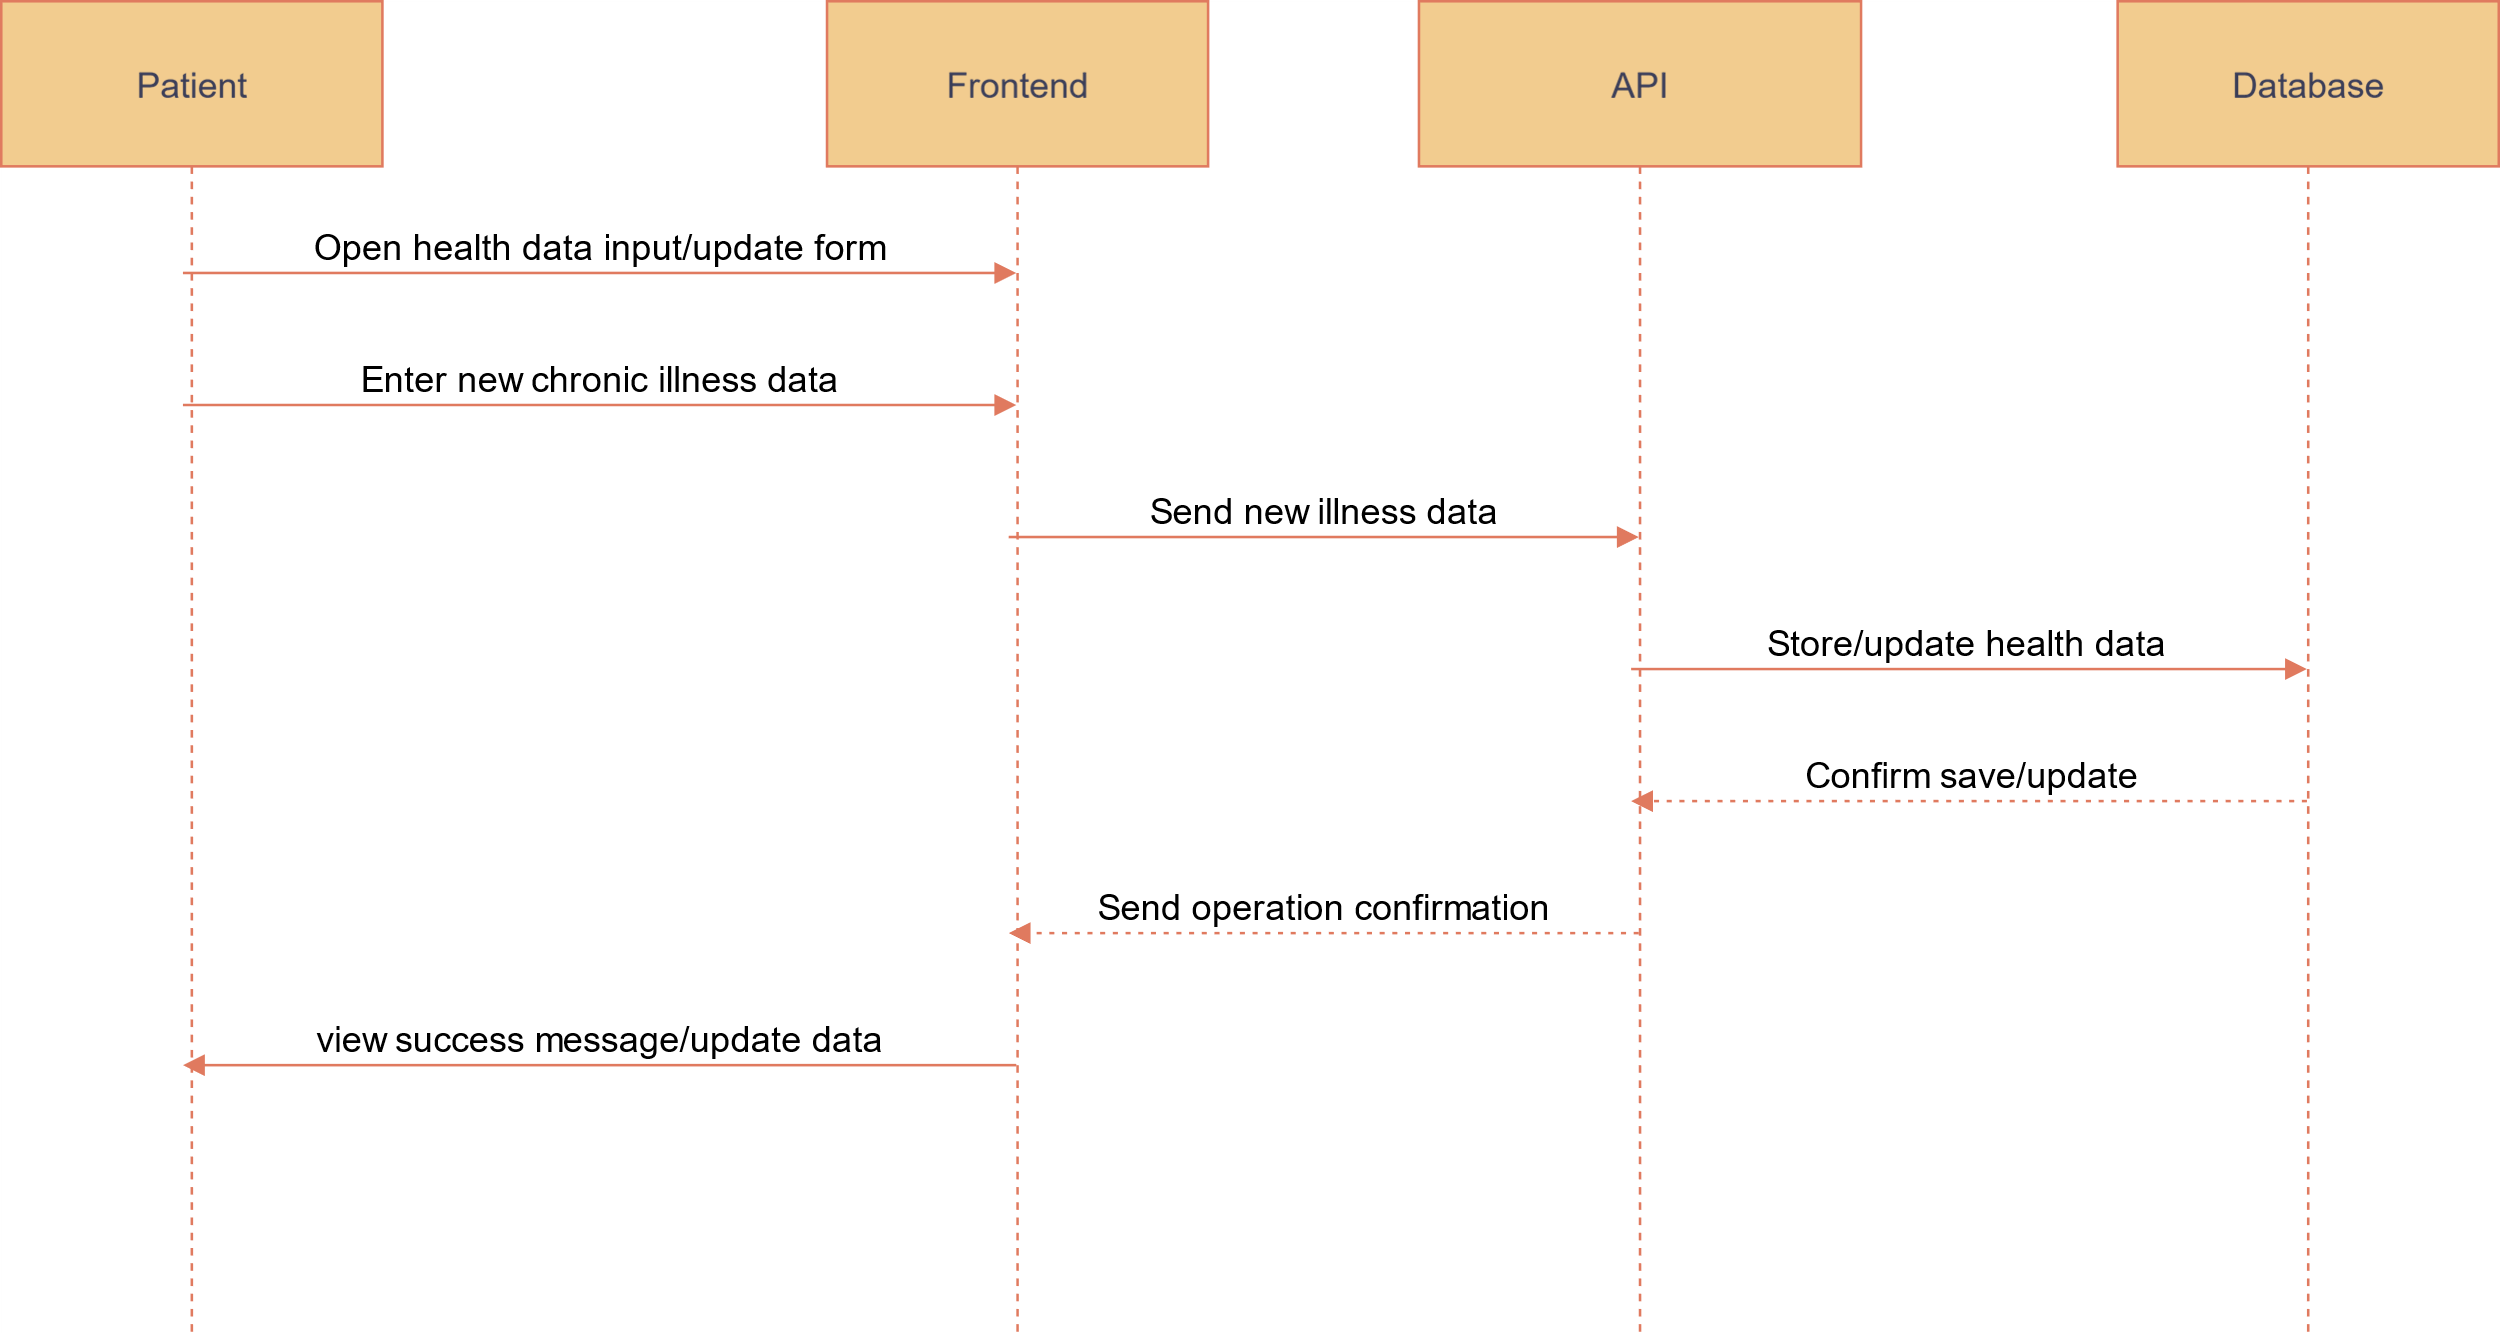 Patient
Frontend
API
Database
Open health data input/update form
Enter new chronic illness data
Send new illness data
Store/update health data
Confirm save/update
Send operation confirmation
view success message/update data